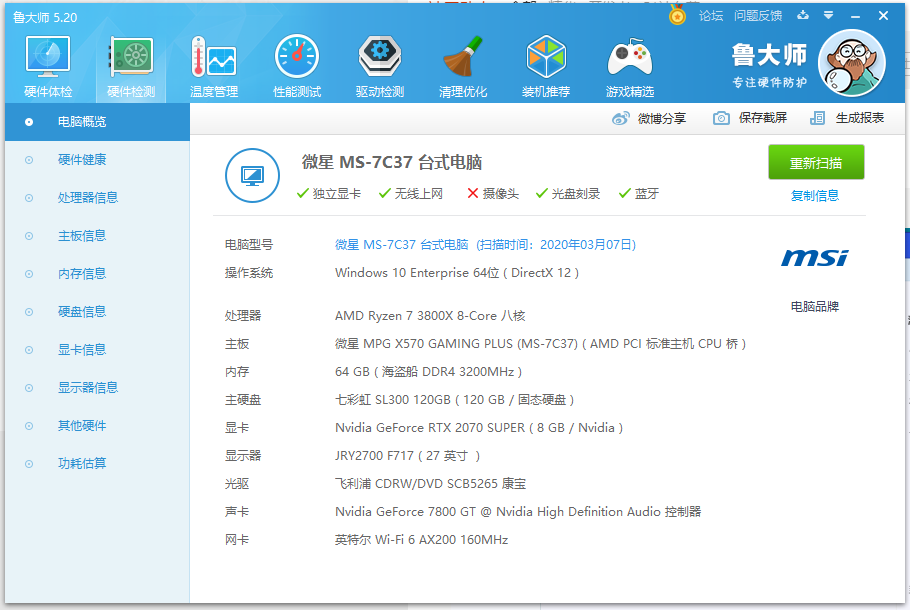 鲁大师 5.20
论坛 问题反馈
硬件体检 硬件检测 温度管理 性能测试 驱动检测 清理优化 装机推荐 游戏精选
鲁大师
专注硬件防护
微博分享 保存截屏 生成报表
电脑概览
硬件健康
处理器信息
主板信息
内存信息
硬盘信息
显卡信息
显示器信息
其他硬件
功耗估算
微星 MS-7C37 台式电脑
独立显卡 无线上网 摄像头 光盘刻录 蓝牙
重新扫描
复制信息
电脑型号 微星 MS-7C37 台式电脑 (扫描时间：2020年03月07日)
操作系统 Windows 10 Enterprise 64位 ( DirectX 12 )
msi
电脑品牌
处理器 AMD Ryzen 7 3800X 8-Core 八核
主板 微星 MPG X570 GAMING PLUS (MS-7C37) ( AMD PCI 标准主机 CPU 桥 )
内存 64 GB ( 海盗船 DDR4 3200MHz )
主硬盘 七彩虹 SL300 120GB ( 120 GB / 固态硬盘 )
显卡 Nvidia GeForce RTX 2070 SUPER ( 8 GB / Nvidia )
显示器 JRY2700 F717 ( 27 英寸 )
光驱 飞利浦 CDRW/DVD SCB5265 康宝
声卡 Nvidia GeForce 7800 GT @ Nvidia High Definition Audio 控制器
网卡 英特尔 Wi-Fi 6 AX200 160MHz